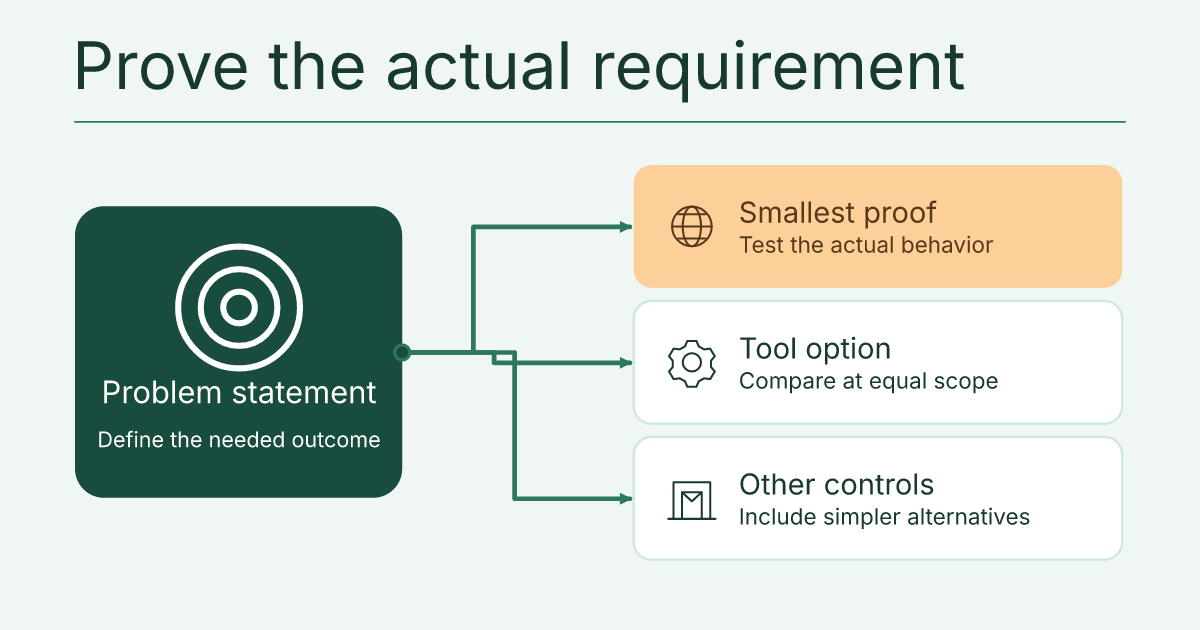 Prove the actual requirement
Problem statement
Define the needed outcome
Smallest proof
Test the actual behavior
Tool option
Compare at equal scope
Other controls
Include simpler alternatives